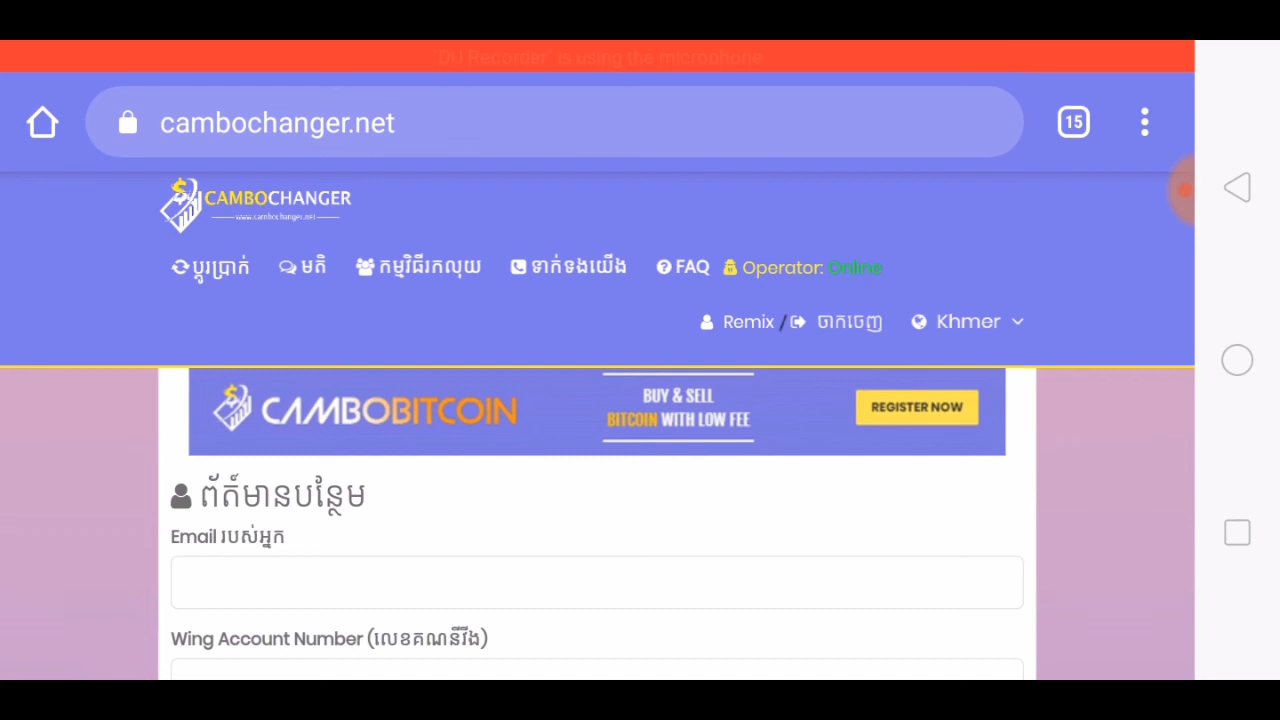 "DU Recorder" is using the microphone
cambochanger.net
15
CAMBOCHANGER
www.cambochanger.net
ប្តូរប្រាក់ មតិ កម្មវិធីរកលុយ ទាក់ទងយើង FAQ Operator: Online
Remix / ចាកចេញ Khmer
CAMBOBITCOIN
BUY & SELL
BITCOIN WITH LOW FEE
REGISTER NOW
ព័ត៍មានបន្ថែម
Email របស់អ្នក
Wing Account Number (លេខគណនីវីង)